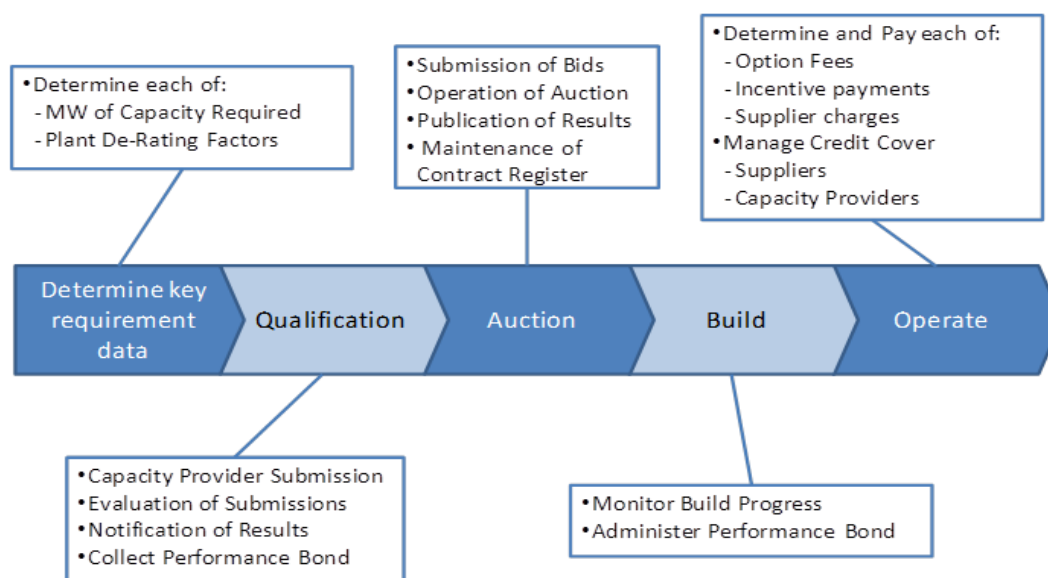 •Determine each of:
-MW of Capacity Required
-Plant De-Rating Factors
•Submission of Bids
•Operation of Auction
•Publication of Results
• Maintenance of
Contract Register
•Determine and Pay each of:
-Option Fees
-Incentive payments
-Supplier charges
•Manage Credit Cover
-Suppliers
-Capacity Providers
Determine key
requirement
data
Qualification
Auction
Build
Operate
•Capacity Provider Submission
•Evaluation of Submissions
•Notification of Results
•Collect Performance Bond
•Monitor Build Progress
•Administer Performance Bond